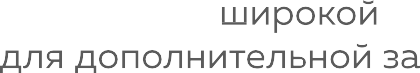 широкой
для дополнительной за